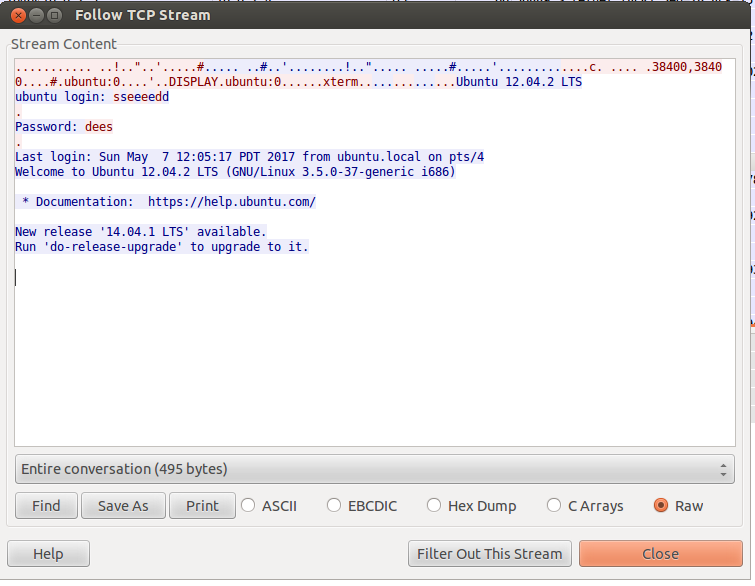 Follow TCP Stream
Stream Content
........... ..!.."..'.....#..... ..#..'........!..".... .....#.....'.............c. .... .38400,3840
0....#.ubuntu:0....'..DISPLAY.ubuntu:0......xterm..............Ubuntu 12.04.2 LTS
ubuntu login: sseeeedd
.
Password: dees
.
Last login: Sun May  7 12:05:17 PDT 2017 from ubuntu.local on pts/4
Welcome to Ubuntu 12.04.2 LTS (GNU/Linux 3.5.0-37-generic i686)
 * Documentation:  https://help.ubuntu.com/
New release '14.04.1 LTS' available.
Run 'do-release-upgrade' to upgrade to it.
Entire conversation (495 bytes)
Find Save As Print ASCII EBCDIC Hex Dump C Arrays Raw
Help Filter Out This Stream Close